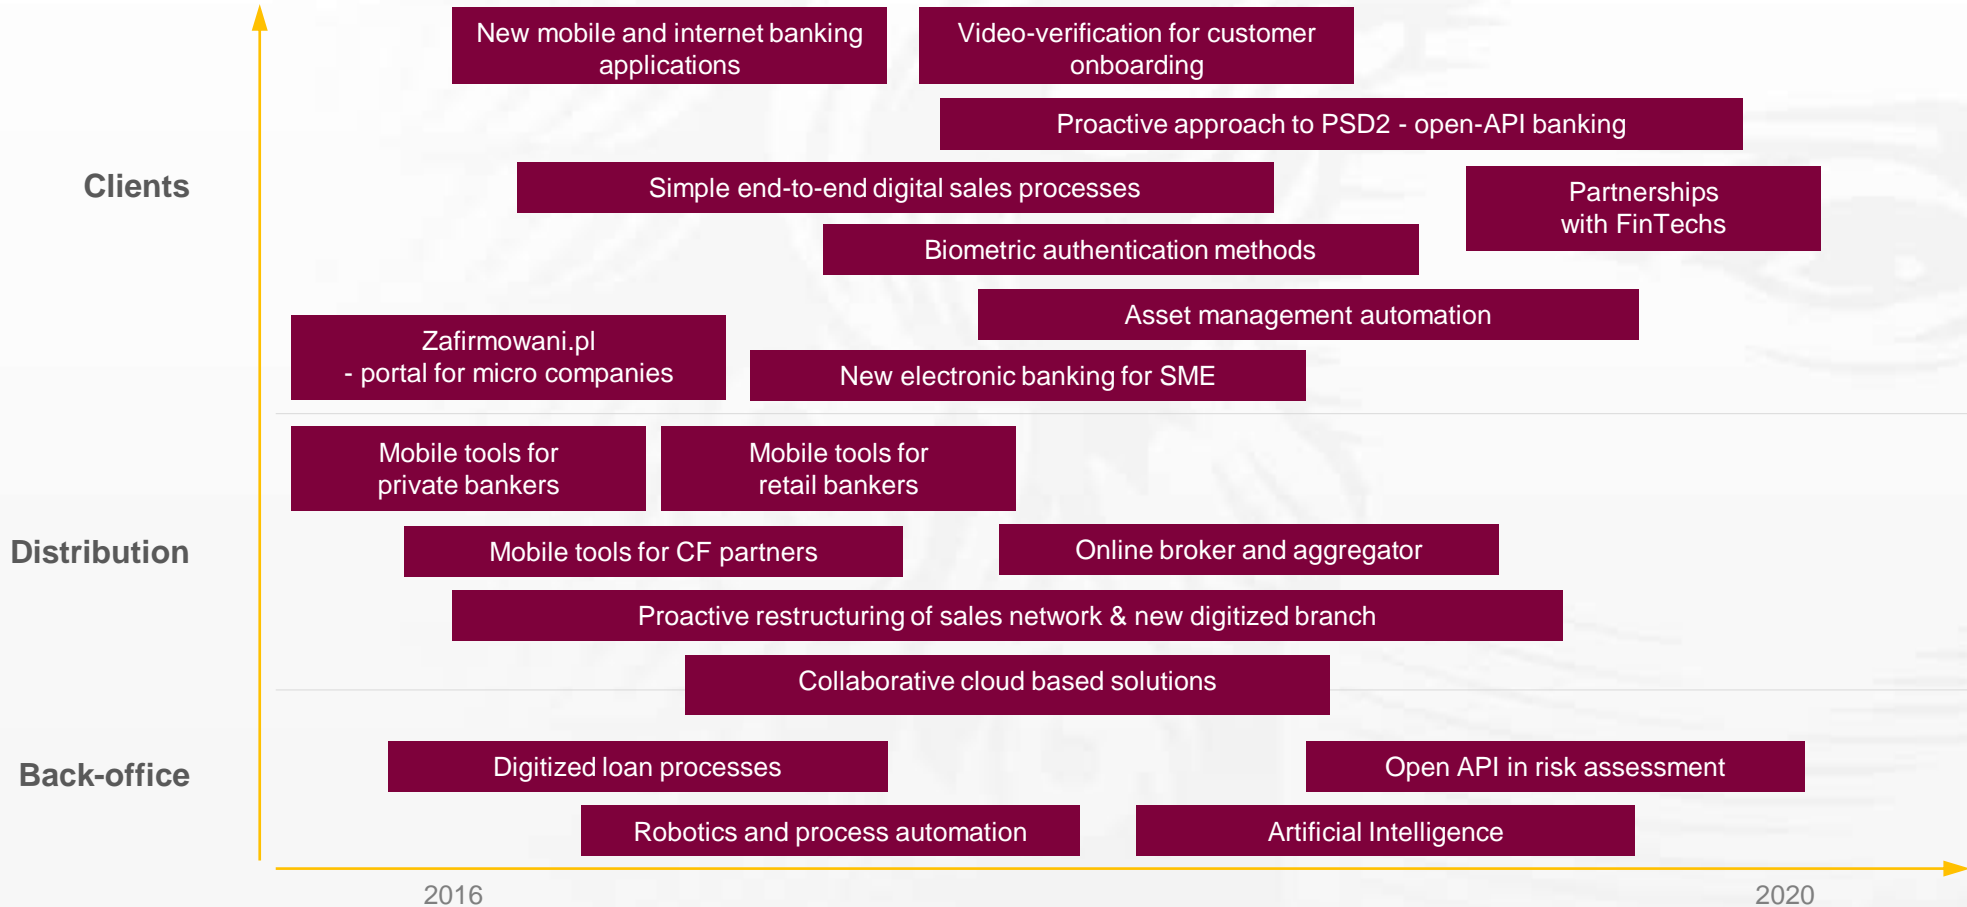 New mobile and internet banking
applications
Video-verification for customer
onboarding
Proactive approach to PSD2 - open-API banking
Clients
Simple end-to-end digital sales processes
Partnerships
with FinTechs
Biometric authentication methods
Asset management automation
Zafirmowani.pl
- portal for micro companies
New electronic banking for SME
Mobile tools for
private bankers
Mobile tools for
retail bankers
Distribution
Mobile tools for CF partners
Online broker and aggregator
Proactive restructuring of sales network & new digitized branch
Collaborative cloud based solutions
Back-office
Digitized loan processes
Open API in risk assessment
Robotics and process automation
Artificial Intelligence
2016
2020